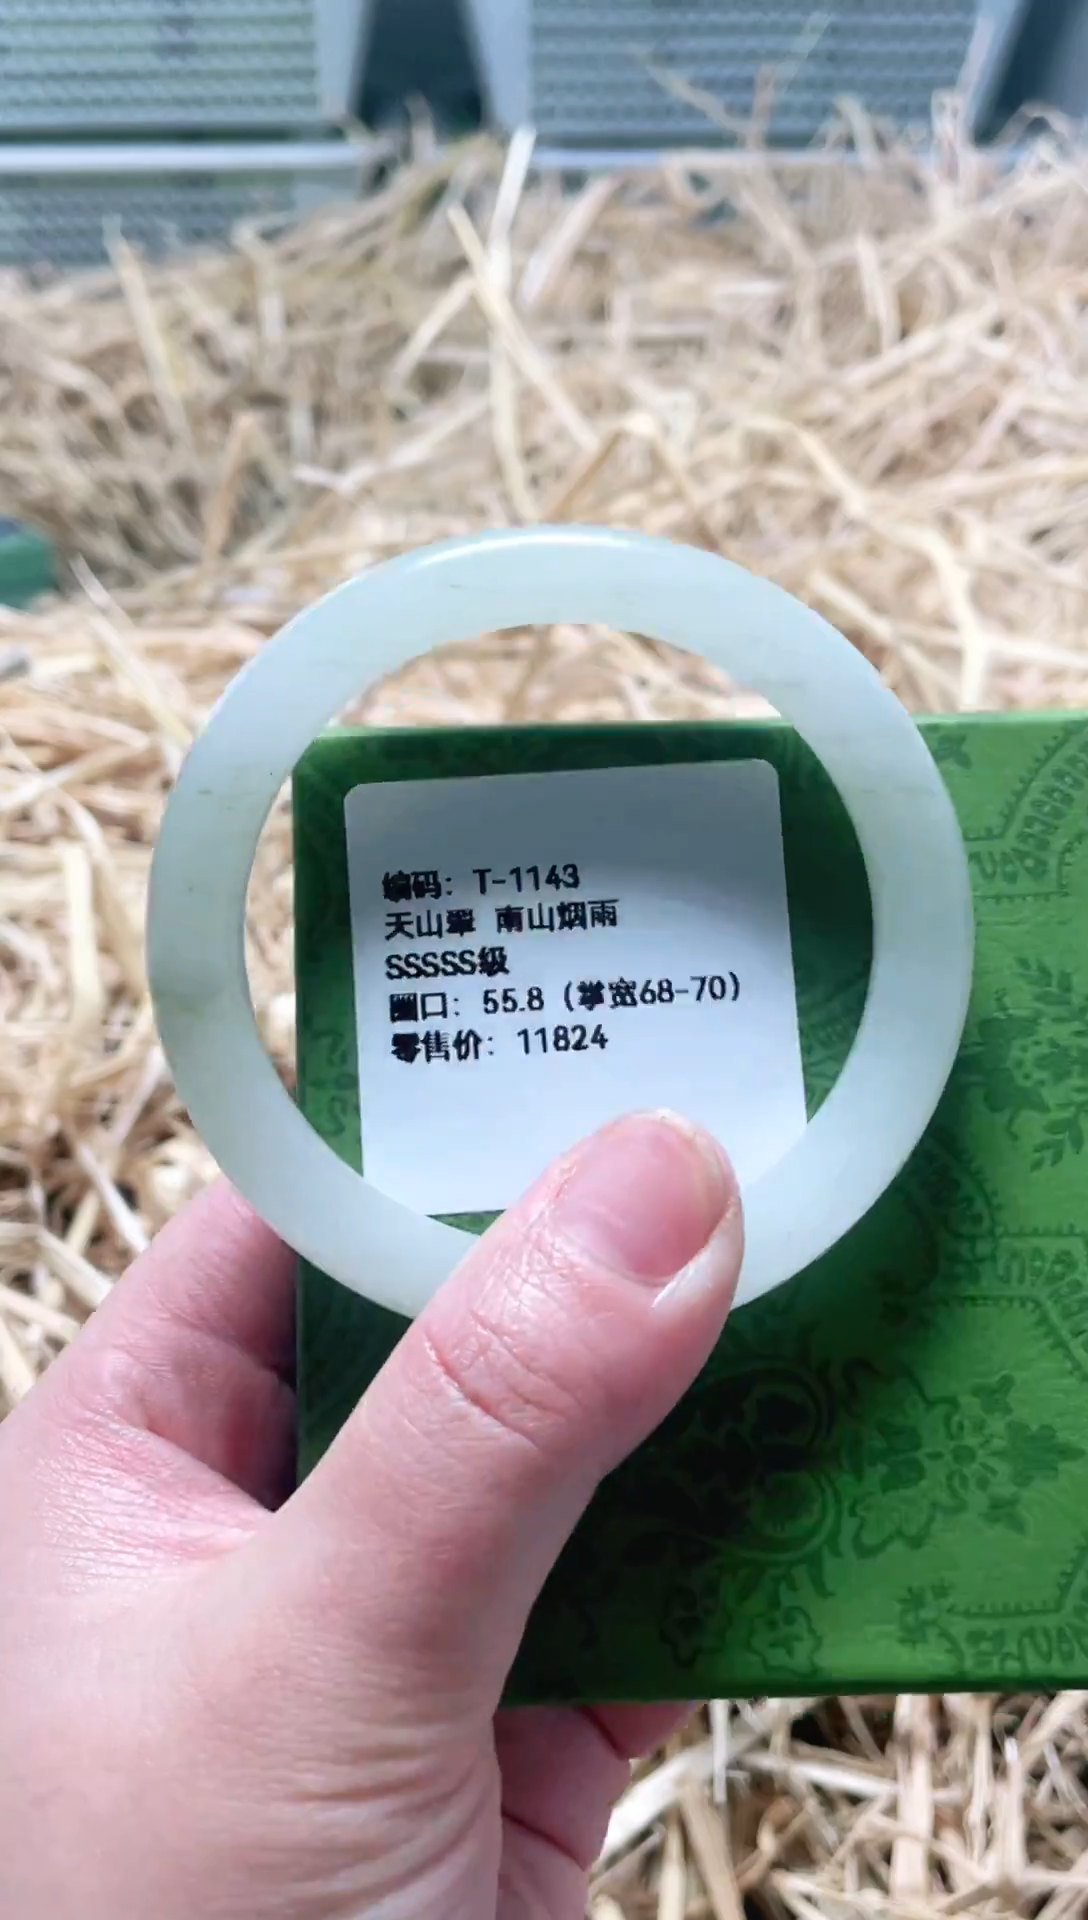 编码：T-1143
天山翠 南山烟雨
SSSSS级
圈口：55.8（掌宽68-70）
零售价：11824